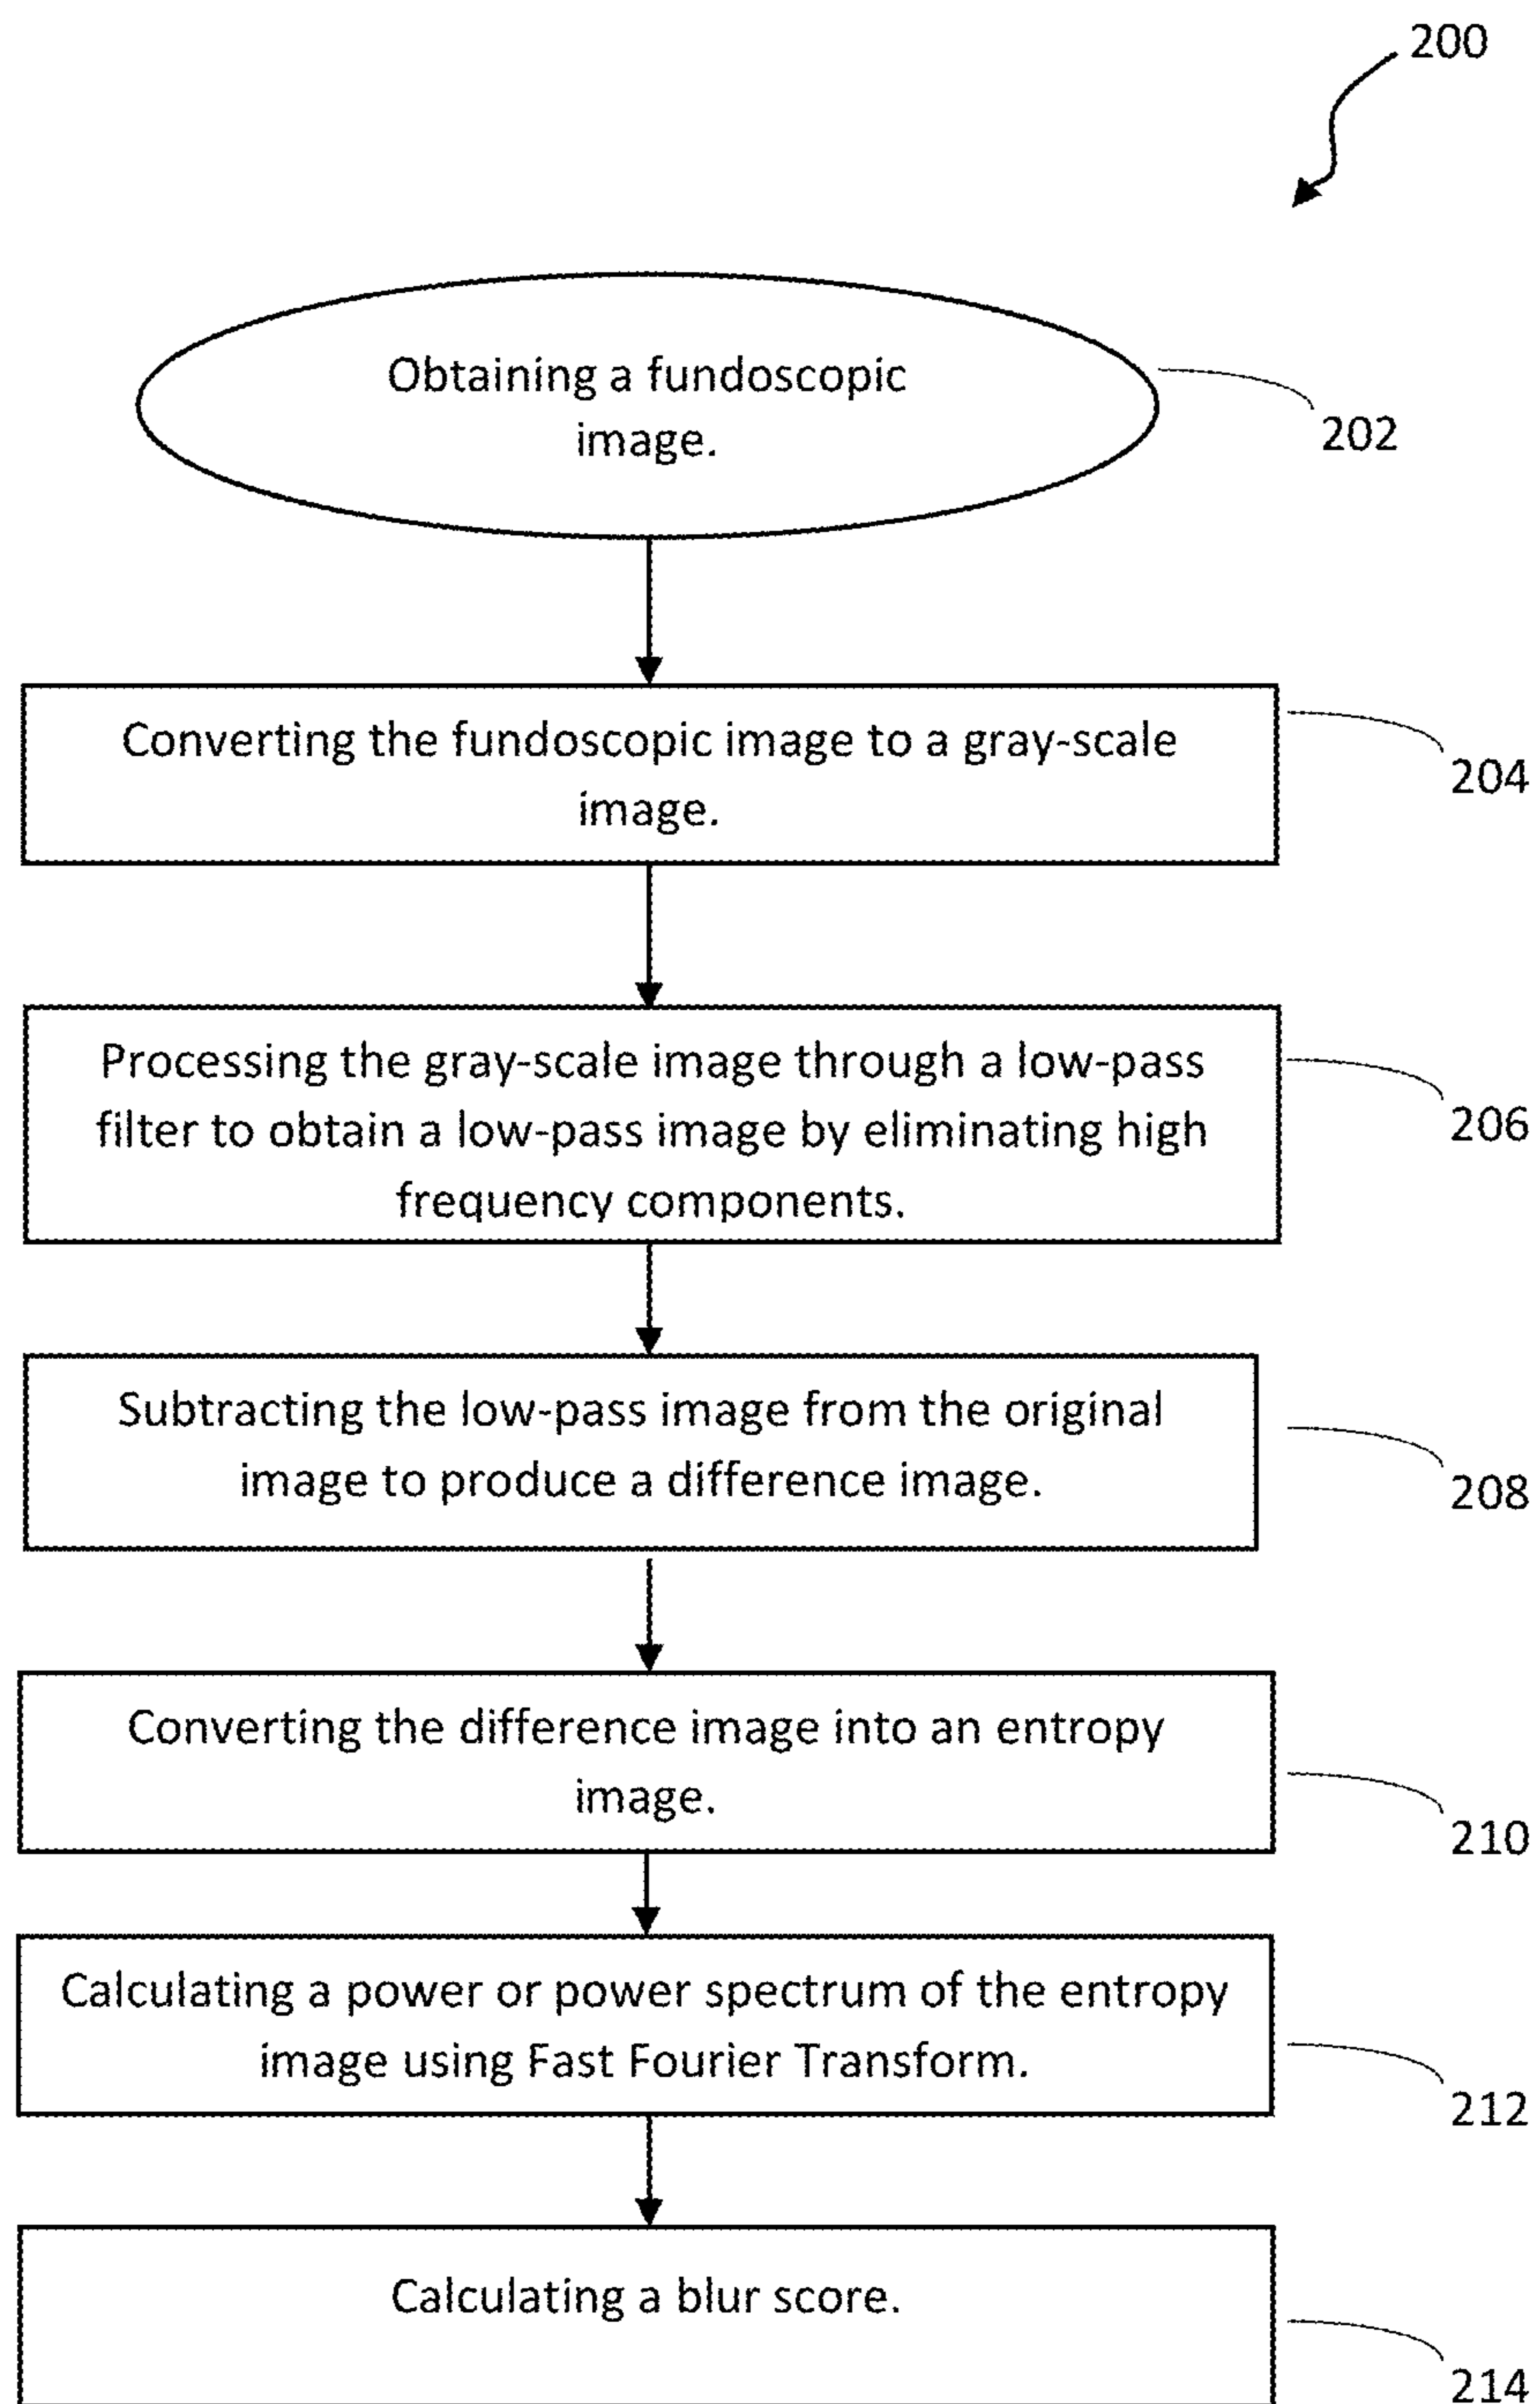 200
Obtaining a fundoscopic
image.
202
Converting the fundoscopic image to a gray-scale
image.
204
Processing the gray-scale image through a low-pass
filter to obtain a low-pass image by eliminating high
frequency components.
206
Subtracting the low-pass image from the original
image to produce a difference image.
208
Converting the difference image into an entropy
image.
210
Calculating a power or power spectrum of the entropy
image using Fast Fourier Transform.
212
Calculating a blur score.
214